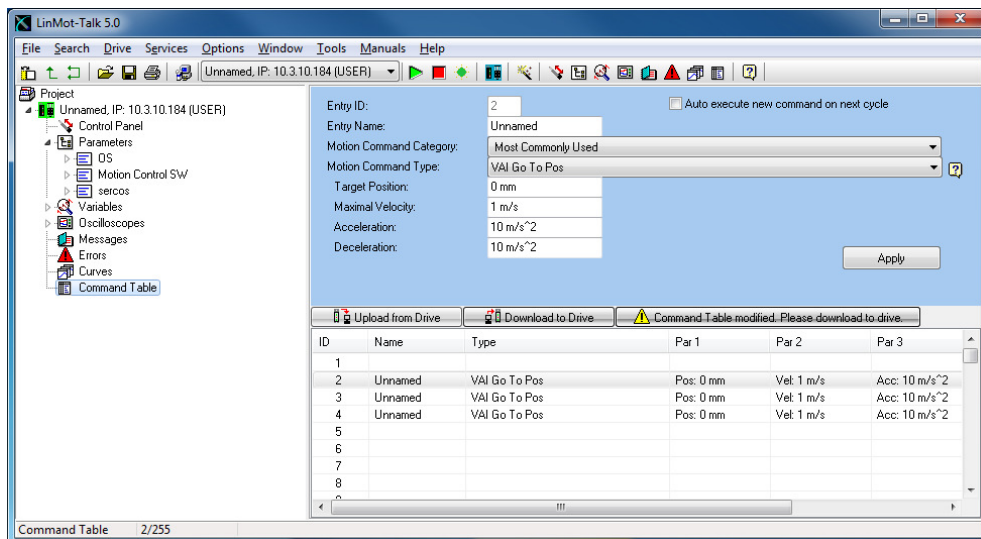 LinMot-Talk 5.0
File Search Drive Services Options Window Tools Manuals Help
Unnamed, IP: 10.3.10.184 (USER)
Project
Unnamed, IP: 10.3.10.184 (USER)
Control Panel
Parameters
OS
Motion Control SW
sercos
Variables
Oscilloscopes
Messages
Errors
Curves
Command Table
Entry ID: 2 Auto execute new command on next cycle
Entry Name: Unnamed
Motion Command Category: Most Commonly Used
Motion Command Type: VAI Go To Pos
Target Position: 0 mm
Maximal Velocity: 1 m/s
Acceleration: 10 m/s^2
Deceleration: 10 m/s^2
Apply
Upload from Drive Download to Drive Command Table modified. Please download to drive.
ID Name Type Par 1 Par 2 Par 3
1
2 Unnamed VAI Go To Pos Pos: 0 mm Vel: 1 m/s Acc: 10 m/s^2
3 Unnamed VAI Go To Pos Pos: 0 mm Vel: 1 m/s Acc: 10 m/s^2
4 Unnamed VAI Go To Pos Pos: 0 mm Vel: 1 m/s Acc: 10 m/s^2
5
6
7
8
Command Table 2/255